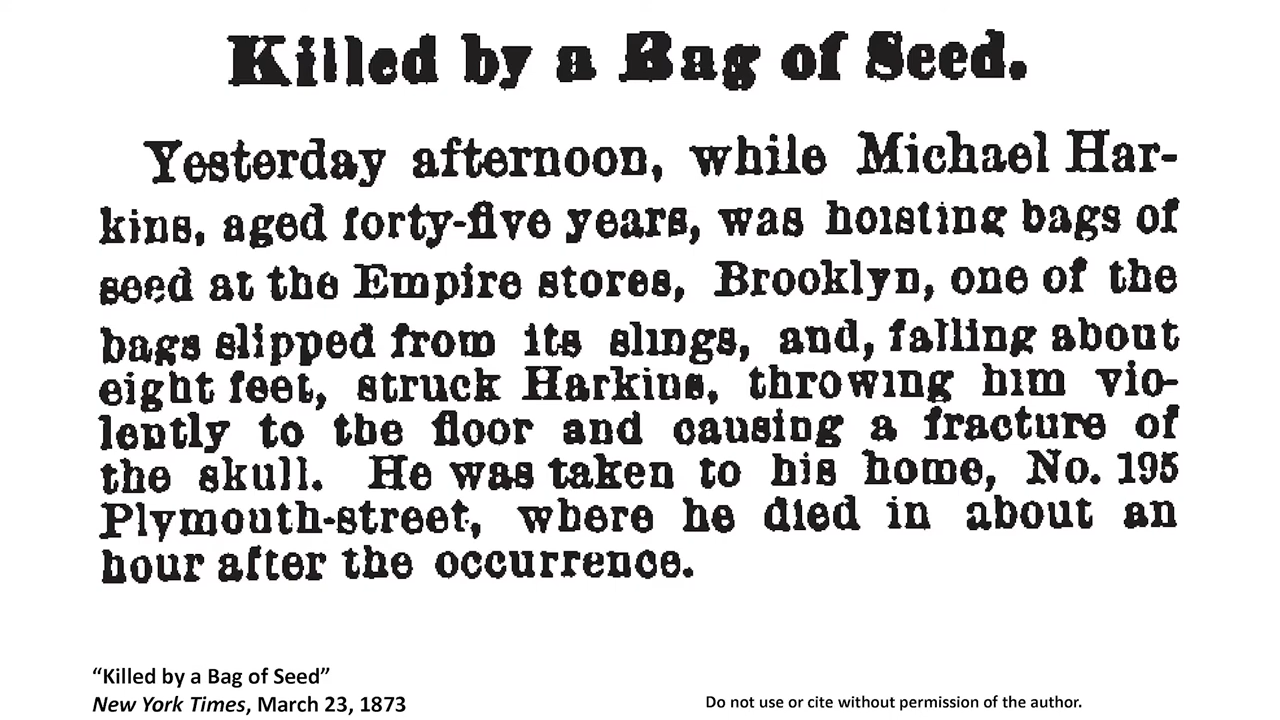 Killed by a Bag of Seed.
Yesterday afternoon, while Michael Har-
kins, aged forty-five years, was hoisting bags of
seed at the Empire stores, Brooklyn, one of the
bags slipped from its slings, and, falling about
eight feet, struck Harkins, throwing him vio-
lently to the floor and causing a fracture of
the skull. He was taken to his home, No. 195
Plymouth-street, where he died in about an
hour after the occurrence.
“Killed by a Bag of Seed”
New York Times, March 23, 1873
Do not use or cite without permission of the author.